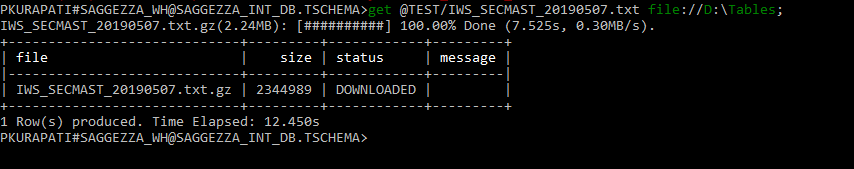 PKURAPATI#SAGGEZZA_WH@SAGGEZZA_INT_DB.TSCHEMA>get @TEST/IWS_SECMAST_20190507.txt file://D:\Tables;
IWS_SECMAST_20190507.txt.gz(2.24MB): [##########] 100.00% Done (7.525s, 0.30MB/s).
+-----------------------------+---------+------------+---------+
| file                        |    size | status     | message |
|-----------------------------+---------+------------+---------|
| IWS_SECMAST_20190507.txt.gz | 2344989 | DOWNLOADED |         |
+-----------------------------+---------+------------+---------+
1 Row(s) produced. Time Elapsed: 12.450s
PKURAPATI#SAGGEZZA_WH@SAGGEZZA_INT_DB.TSCHEMA>